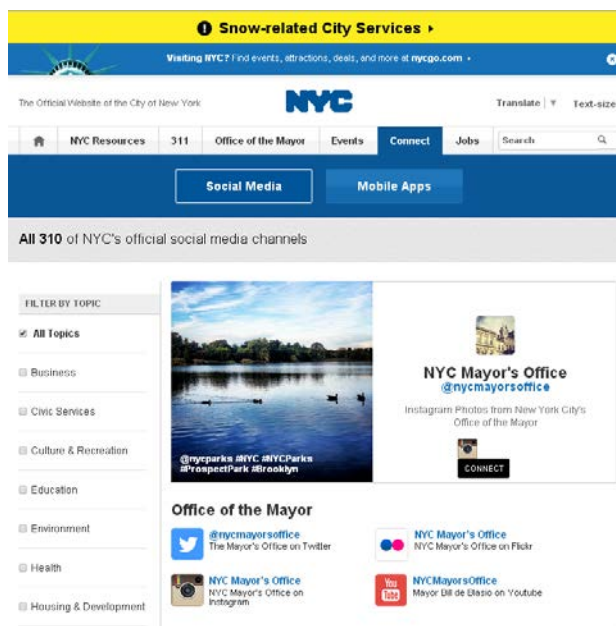 Snow-related City Services
Visiting NYC? Find events, attractions, deals, and more at nycgo.com
The Official Website of the City of New York
NYC
Translate
Text-size
NYC Resources
311
Office of the Mayor
Events
Connect
Jobs
Search
Social Media
Mobile Apps
All 310 of NYC's official social media channels
FILTER BY TOPIC
All Topics
Business
Civic Services
Culture & Recreation
Education
Environment
Health
Housing & Development
@nycparks #NYC #NYCParks
#ProspectPark #Brooklyn
NYC Mayor's Office
@nycmayorsoffice
Instagram Photos from New York City's
Office of the Mayor
CONNECT
Office of the Mayor
@nycmayorsoffice
The Mayor's Office on Twitter
NYC Mayor's Office
NYC Mayor's Office on Flickr
NYC Mayor's Office
NYC Mayor's Office on
Instagram
You
Tube
NYCMayorsOffice
Mayor Bill de Blasio on Youtube